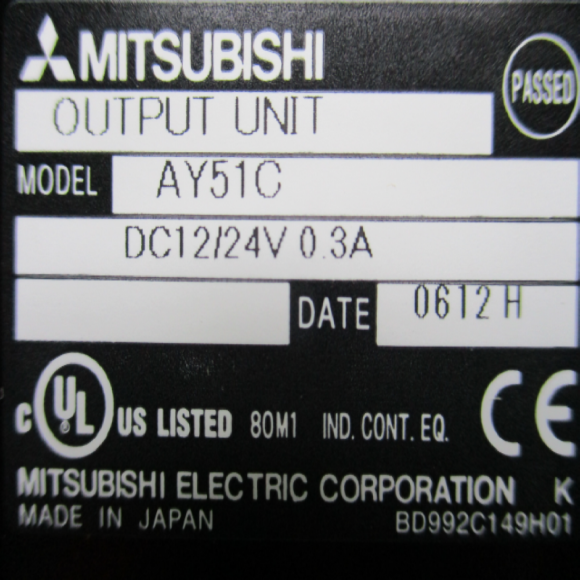 MITSUBISHI
PASSED
OUTPUT UNIT
MODEL AY51C
DC12/24V 0.3A
DATE 0612 H
C UL US LISTED 80M1 IND. CONT. EQ. CE
MITSUBISHI ELECTRIC CORPORATION K
MADE IN JAPAN BD992C149H01